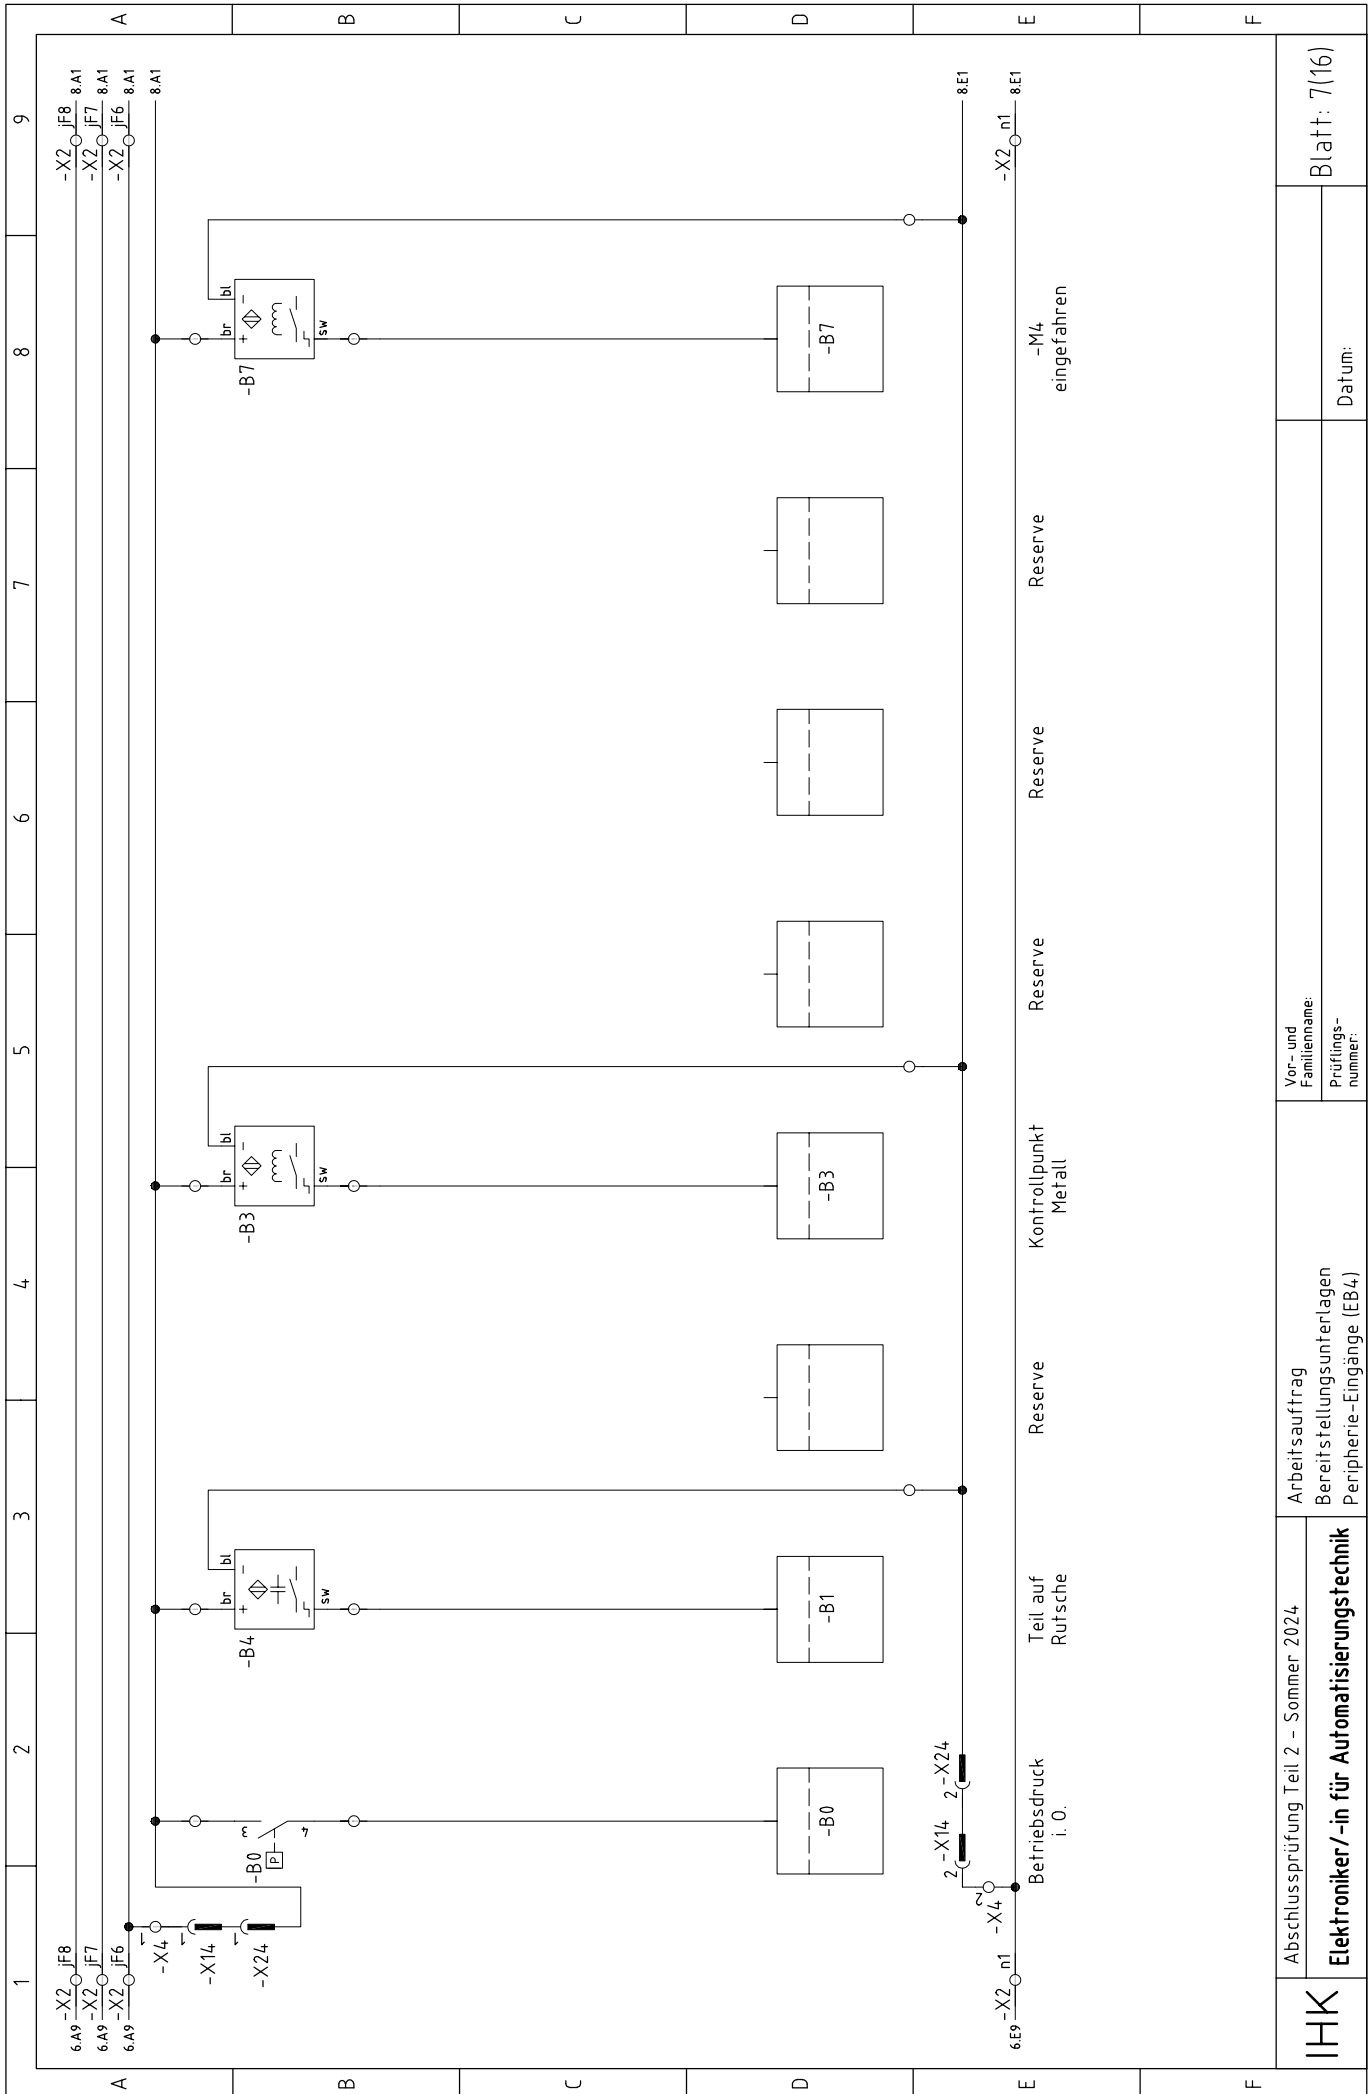 1 2 3 4 5 6 7 8 9
A
B
C
D
E
F
A
B
C
D
E
F
6.A9 -X2 jF8
6.A9 -X2 jF7
6.A9 -X2 jF6
-X2 jF8 8.A1
-X2 jF7 8.A1
-X2 jF6 8.A1
8.A1
1
-X4
1
-X14
1
-X24
-B0 P 3 4
-B4 br bl + - sw
-B3 br bl + - sw
-B7 br bl + - sw
-B0
-B1
-B3
-B7
2 -X14
2 -X24
8.E1
2
-X4
6.E9 -X2 n1
-X2 n1 8.E1
Betriebsdruck
i. O.
Teil auf
Rutsche
Reserve
Kontrollpunkt
Metall
Reserve
Reserve
Reserve
-M4
eingefahren
IHK
Abschlussprüfung Teil 2 - Sommer 2024
Elektroniker/-in für Automatisierungstechnik
Arbeitsauftrag
Bereitstellungsunterlagen
Peripherie-Eingänge (EB4)
Vor- und
Familienname:
Prüflings-
nummer:
Datum:
Blatt: 7(16)